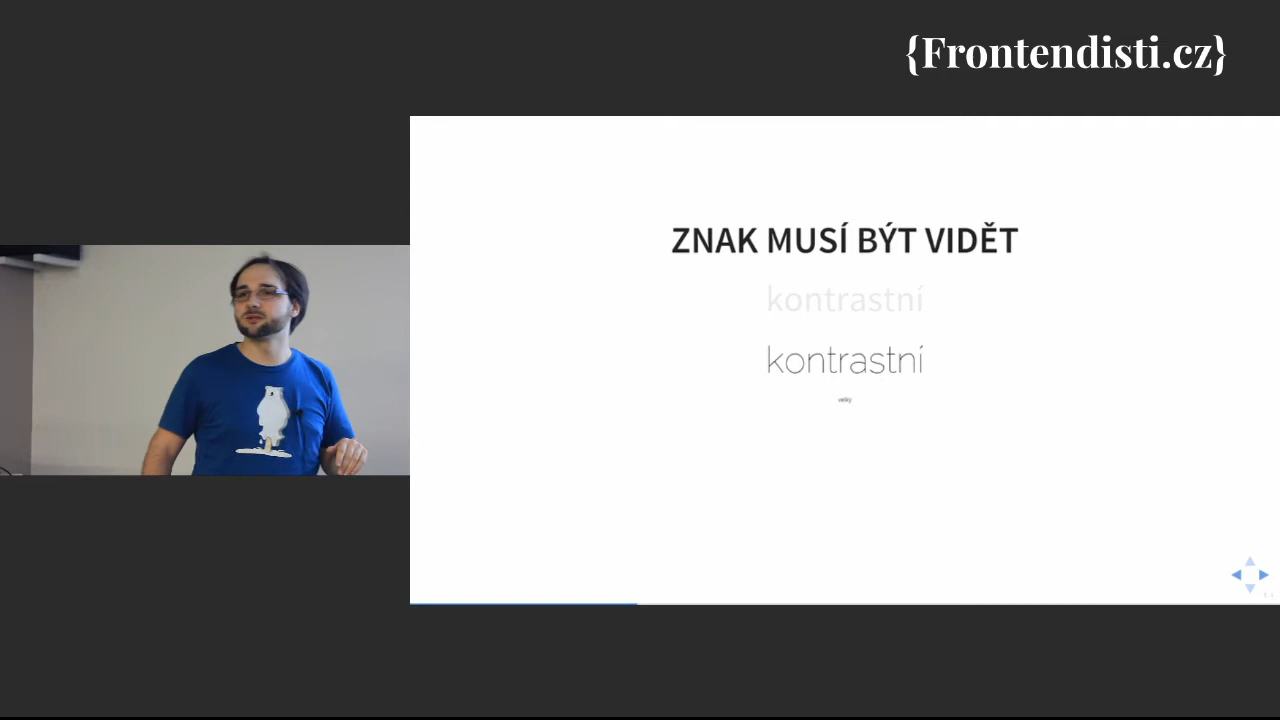 {Frontendisti.cz}
ZNAK MUSÍ BÝT VIDĚT
kontrastní
kontrastní
velký